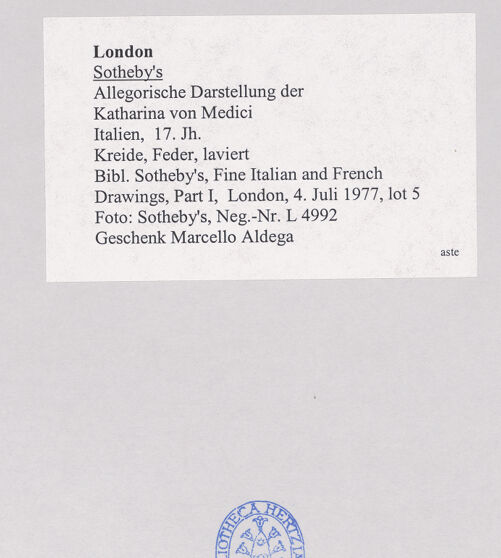 London
Sotheby's
Allegorische Darstellung der
Katharina von Medici
Italien, 17. Jh.
Kreide, Feder, laviert
Bibl. Sotheby's, Fine Italian and French
Drawings, Part I, London, 4. Juli 1977, lot 5
Foto: Sotheby's, Neg.-Nr. L 4992
Geschenk Marcello Aldega
aste